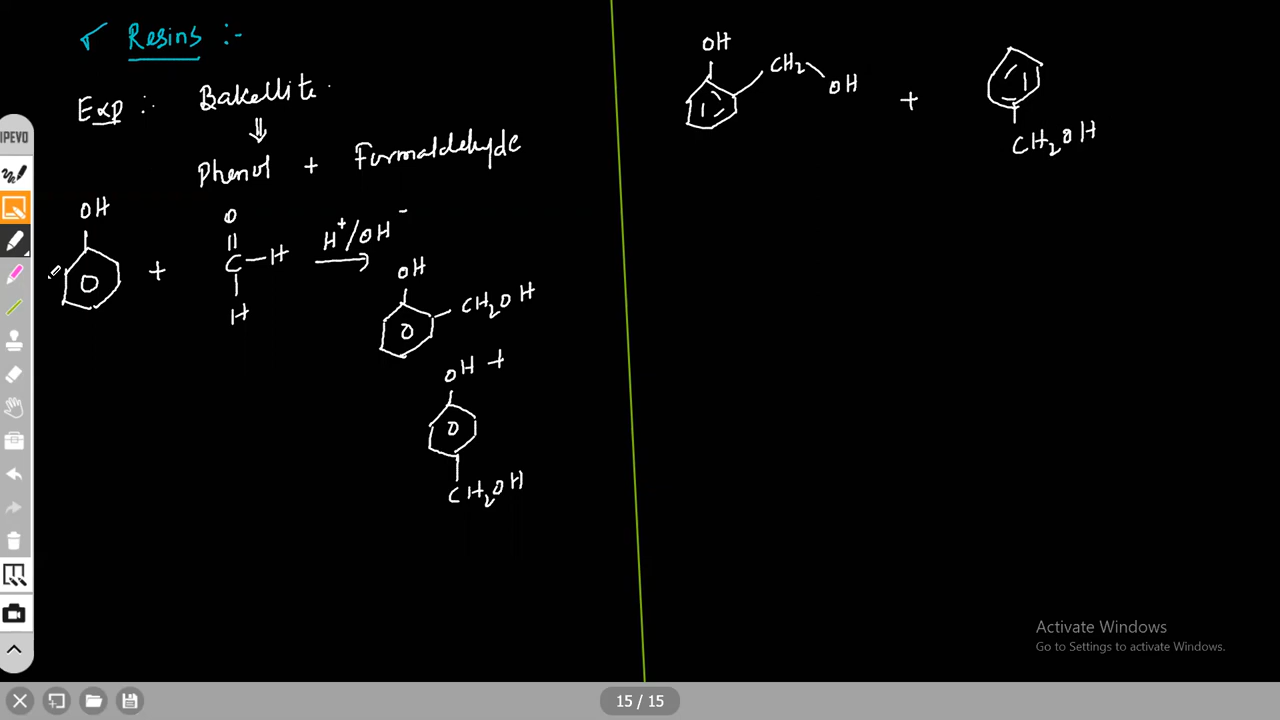 Resins :-
Exp :- Bakellite
⇓
Phenol + Formaldehyde
OH
+
O
||
C-H
H
H+/OH-
OH
CH2OH
+
OH
CH2OH
OH
CH2
OH
+
CH2OH
IPEVO
Activate Windows
Go to Settings to activate Windows.
15 / 15